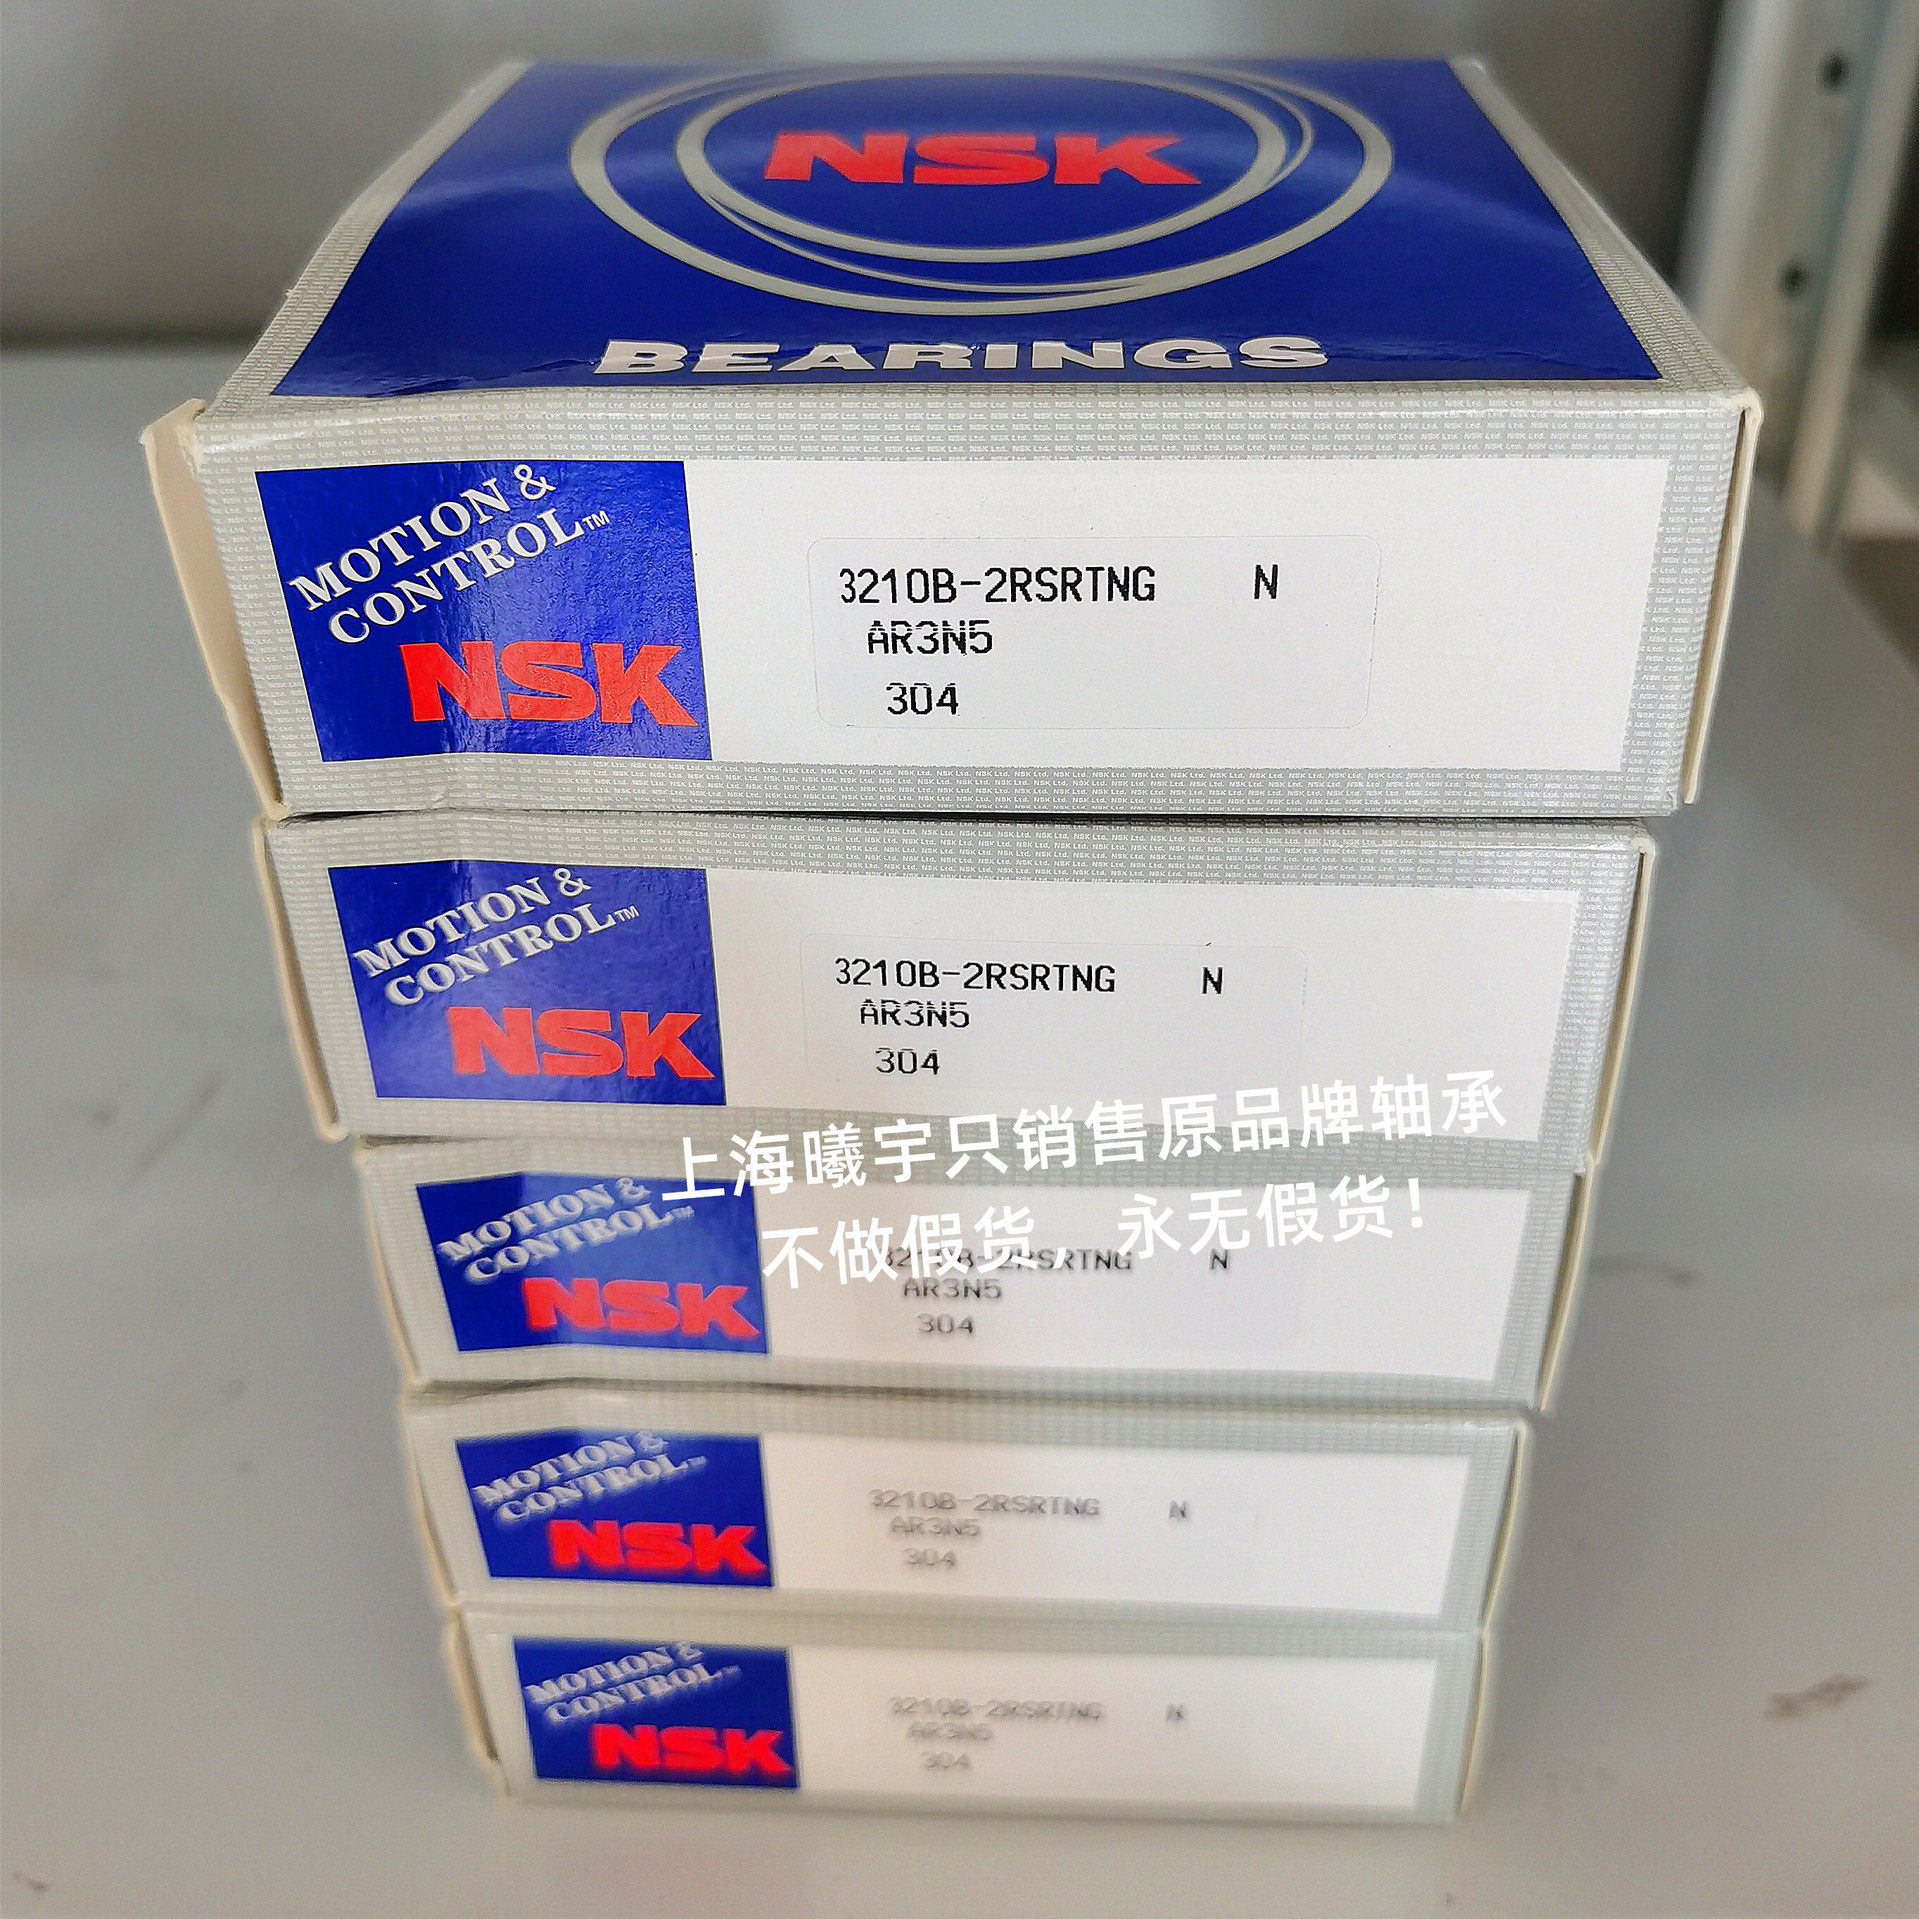 NSK
BEARINGS
MOTION &
CONTROL™
NSK
3210B-2RSRTNG N
AR3N5
304
MOTION &
CONTROL™
NSK
3210B-2RSRTNG N
AR3N5
304
上海曦宇只销售原品牌轴承
不做假货，永无假货！
MOTION &
CONTROL™
NSK
3210B-2RSRTNG N
AR3N5
304
MOTION &
CONTROL™
NSK
3210B-2RSRTNG N
AR3N5
304
MOTION &
CONTROL™
NSK
3210B-2RSRTNG N
AR3N5
304